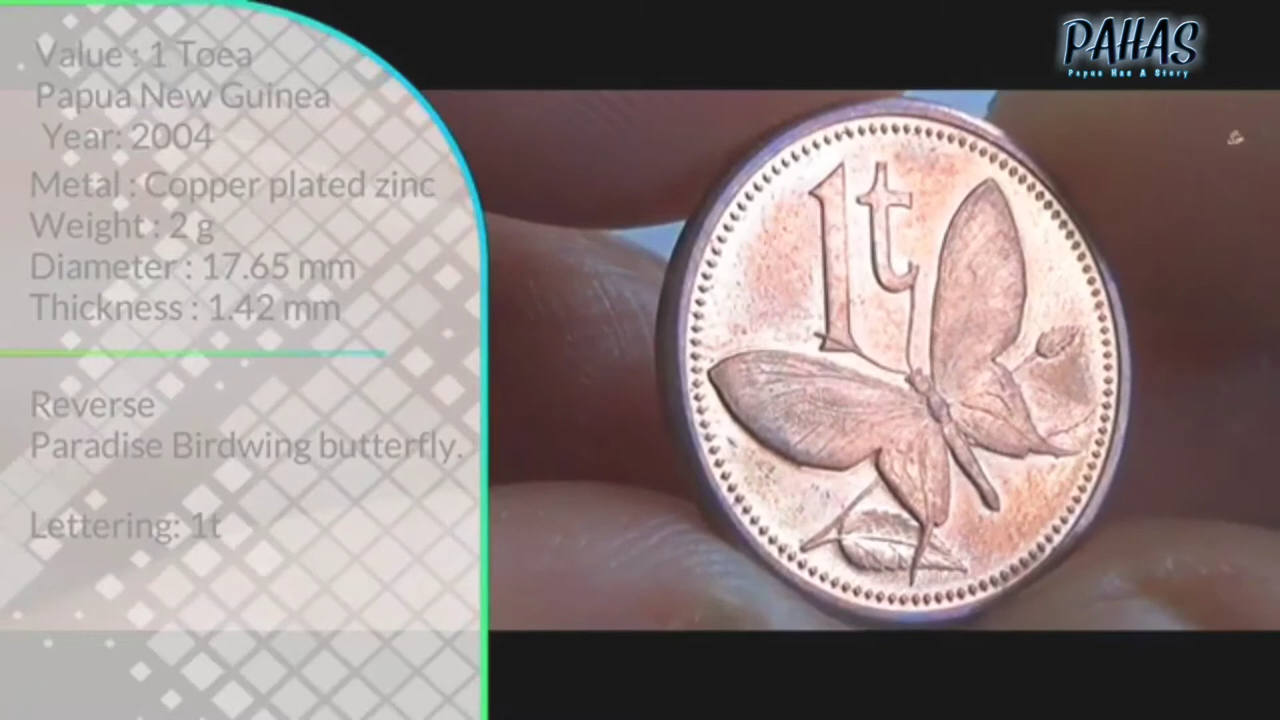 Value : 1 Toea
Papua New Guinea
Year: 2004
Metal : Copper plated zinc
Weight : 2 g
Diameter : 17.65 mm
Thickness : 1.42 mm
Reverse
Paradise Birdwing butterfly.
Lettering: 1t
PAHAS
Papua Has A Story
1t